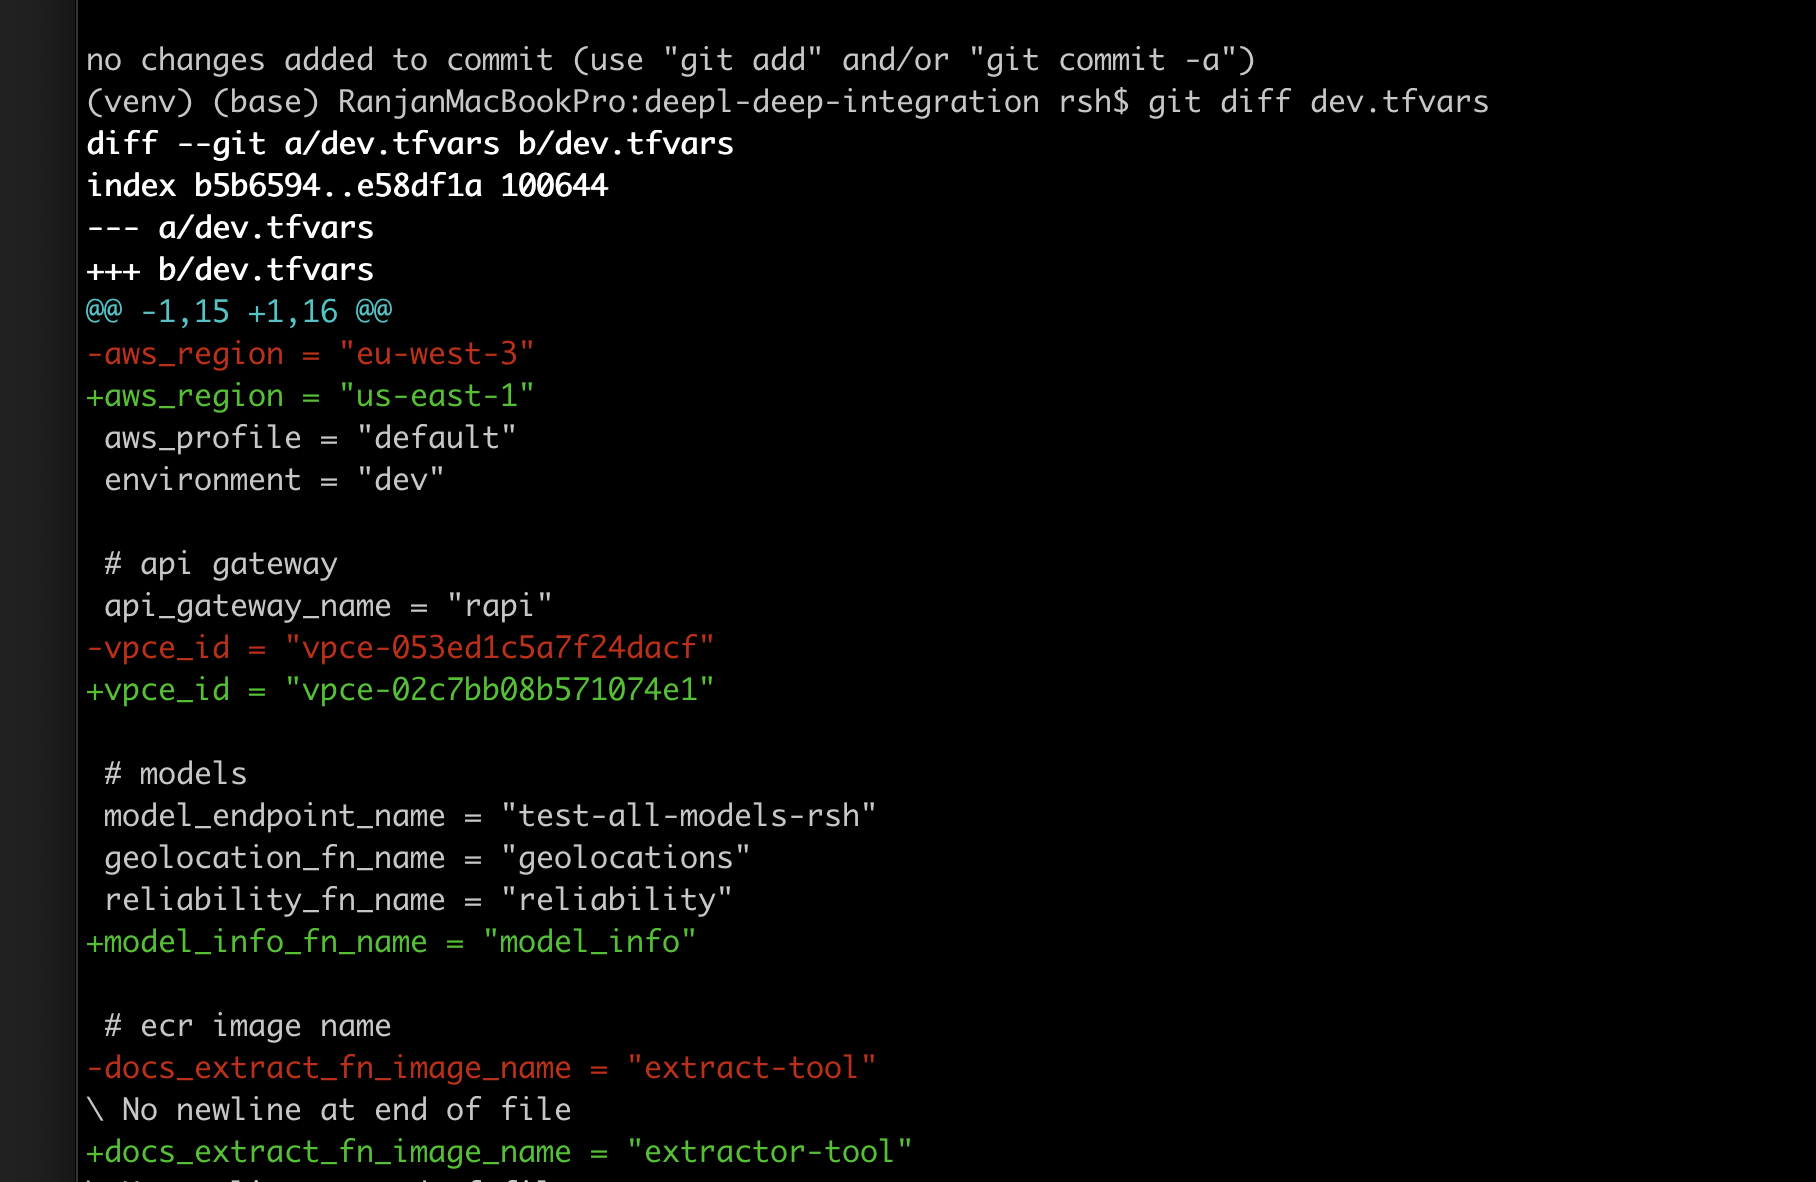 no changes added to commit (use "git add" and/or "git commit -a")
(venv) (base) RanjanMacBookPro:deepl-deep-integration rsh$ git diff dev.tfvars
diff --git a/dev.tfvars b/dev.tfvars
index b5b6594..e58df1a 100644
--- a/dev.tfvars
+++ b/dev.tfvars
@@ -1,15 +1,16 @@
-aws_region = "eu-west-3"
+aws_region = "us-east-1"
 aws_profile = "default"
 environment = "dev"

 # api gateway
 api_gateway_name = "rapi"
-vpce_id = "vpce-053ed1c5a7f24dacf"
+vpce_id = "vpce-02c7bb08b571074e1"

 # models
 model_endpoint_name = "test-all-models-rsh"
 geolocation_fn_name = "geolocations"
 reliability_fn_name = "reliability"
+model_info_fn_name = "model_info"

 # ecr image name
-docs_extract_fn_image_name = "extract-tool"
\ No newline at end of file
+docs_extract_fn_image_name = "extractor-tool"